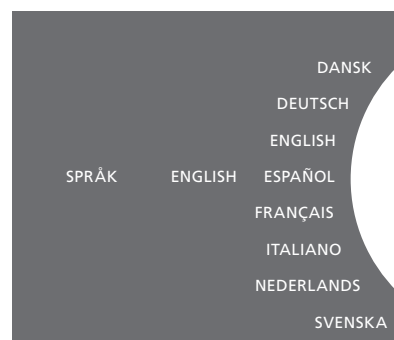 DANSK
DEUTSCH
ENGLISH
SPRÅK ENGLISH ESPAÑOL
FRANÇAIS
ITALIANO
NEDERLANDS
SVENSKA